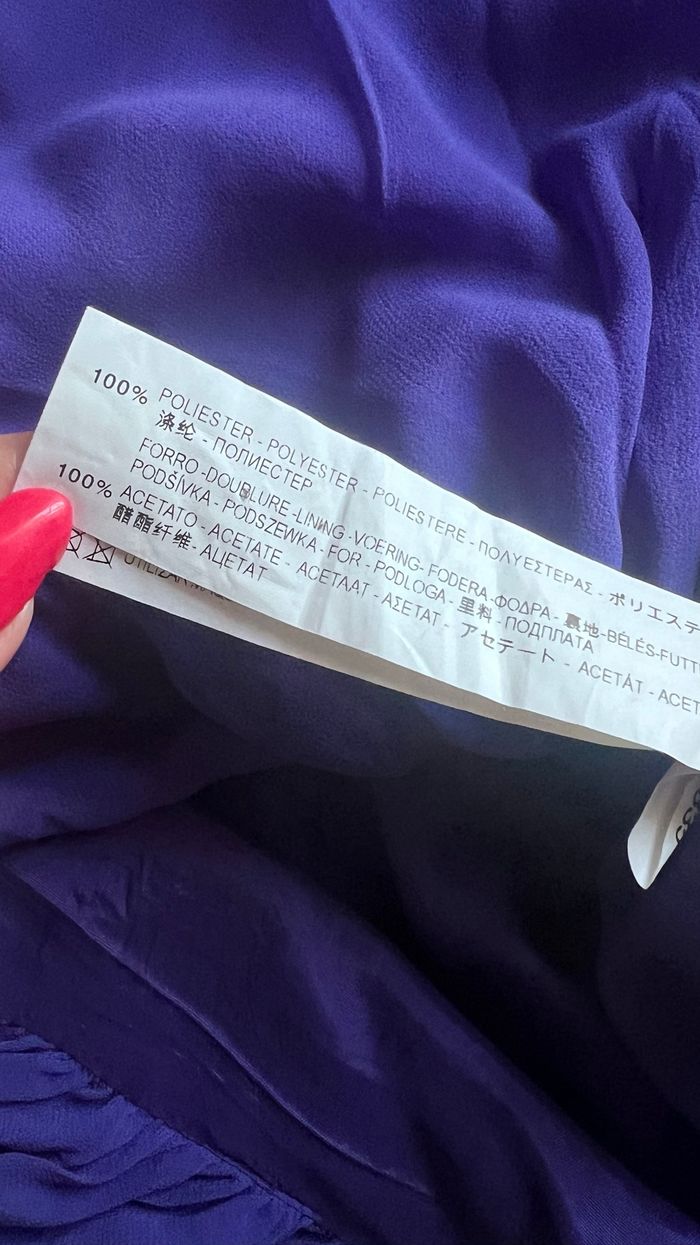 100% POLIESTER - POLYESTER - POLIESTERE - ΠΟΛΥΕΣΤΕΡΑΣ - ポリエステ
涤纶 - ПОЛИЕСТЕР
FORRO-DOUBLURE-LINING-VOERING-FODERA-ΦΟΔΡΑ- 裏地-BÉLÉS-FUTT
PODŠÍVKA - PODSZEWKA - FOR - PODLOGA - 里料 - ПОДПЛАТА
100% ACETATO - ACETATE - ACETAAT - ΑΣΕΤΑΤ - アセテート - ACETÁT - ACET
醋酯纤维 - АЦЕТАТ
UTILIZAR